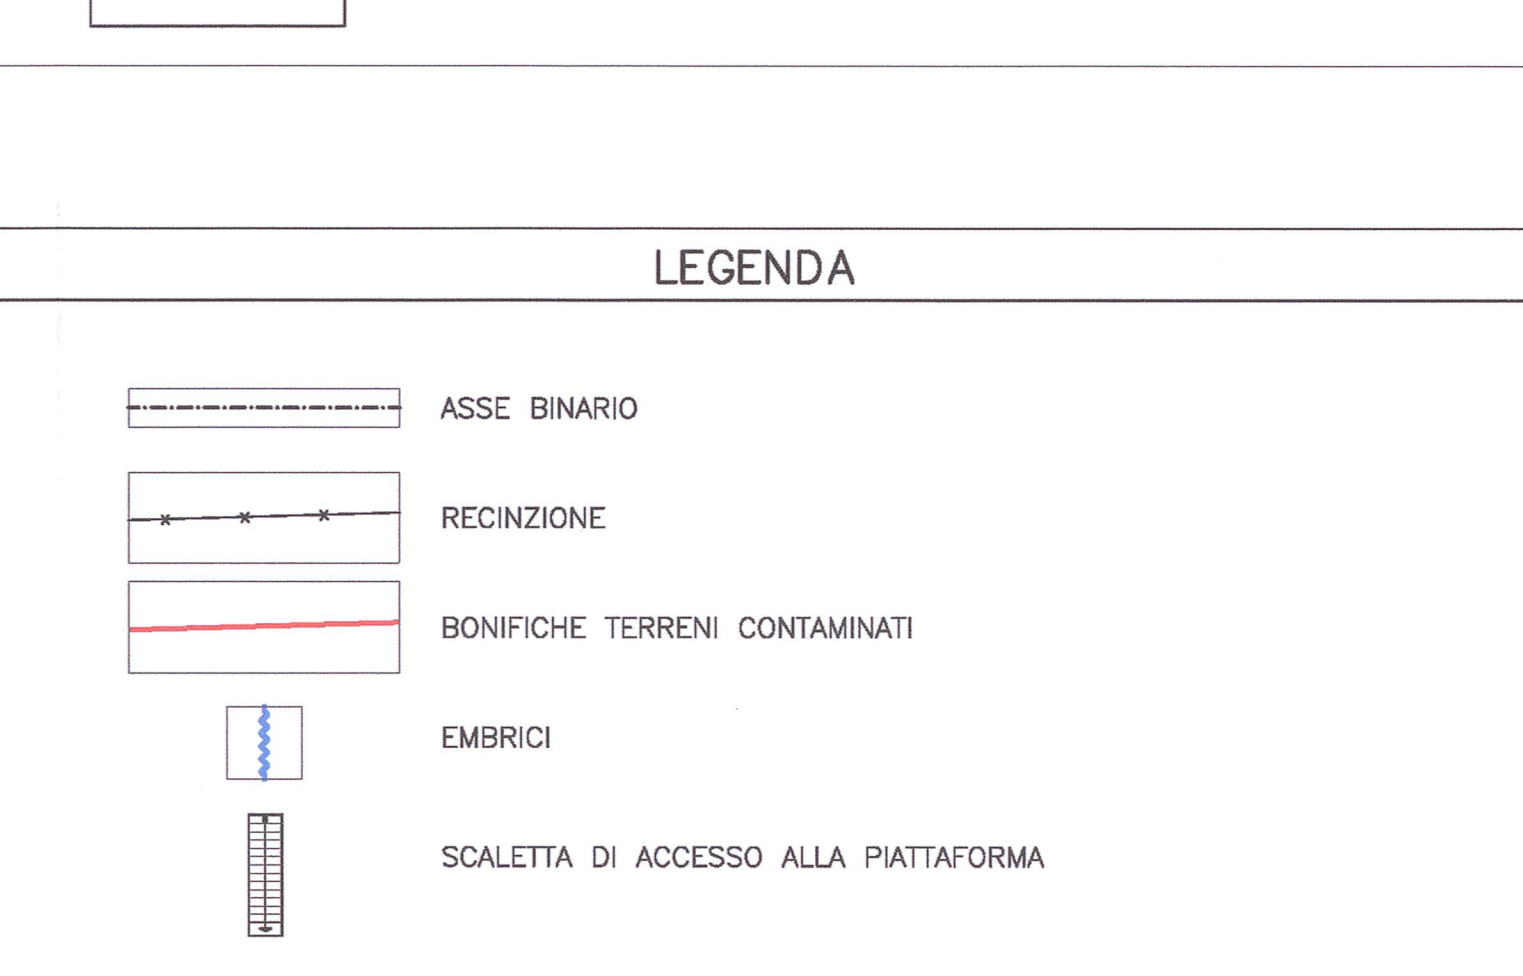 LEGENDA
ASSE BINARIO
RECINZIONE
BONIFICHE TERRENI CONTAMINATI
EMBRICI
SCALETTA DI ACCESSO ALLA PIATTAFORMA